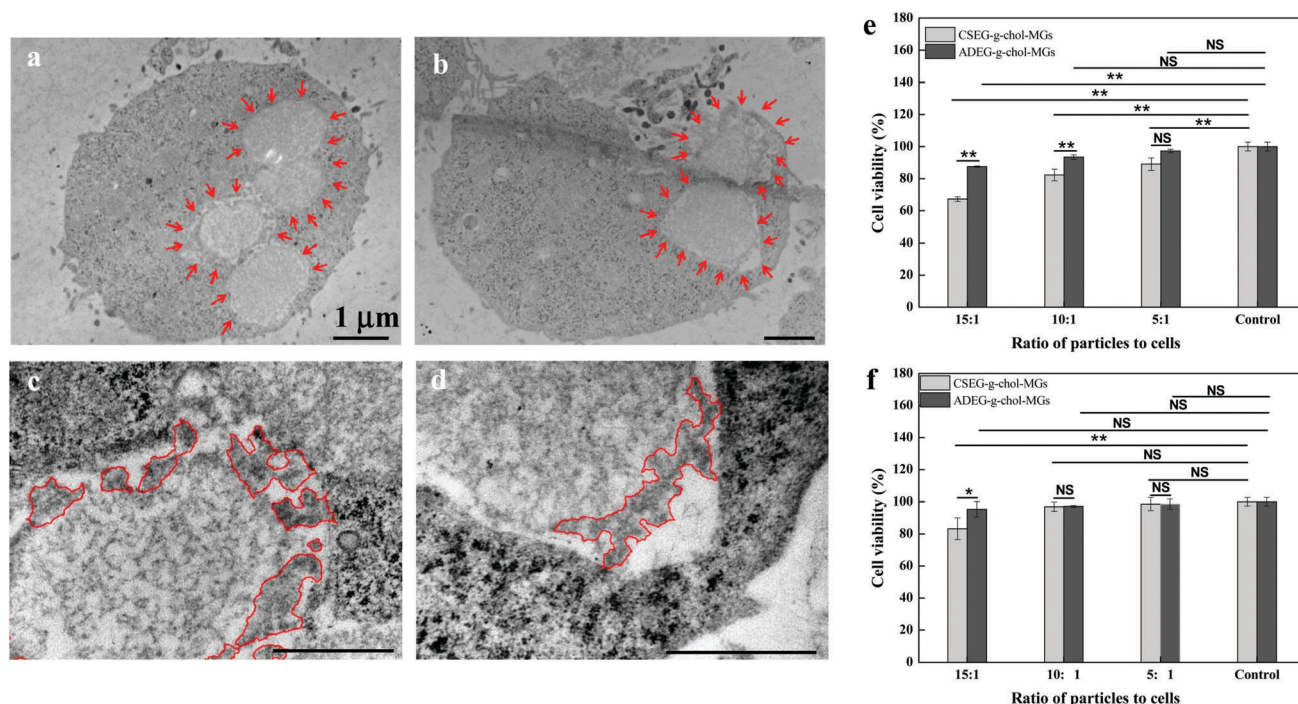 a
1 μm
b
c
d
e
180
160
140
120
100
80
60
40
20
0
Cell viability (%)
CSEG-g-chol-MGs
ADEG-g-chol-MGs
NS
NS
**
**
**
**
**
**
NS
15:1
10:1
5:1
Control
Ratio of particles to cells
f
180
160
140
120
100
80
60
40
20
0
Cell viability (%)
CSEG-g-chol-MGs
ADEG-g-chol-MGs
NS
NS
NS
**
NS
NS
*
NS
NS
15:1
10: 1
5: 1
Control
Ratio of particles to cells